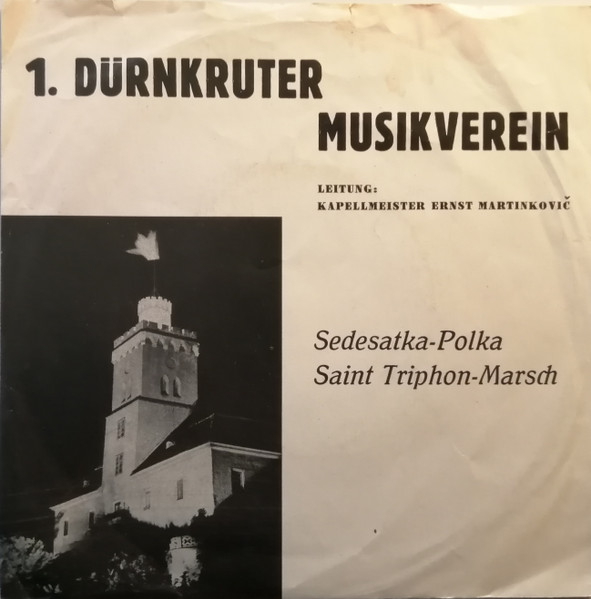 1. DÜRNKRUTER
MUSIKVEREIN
LEITUNG:
KAPELLMEISTER ERNST MARTINKOVIČ
Sedesatka-Polka
Saint Triphon-Marsch